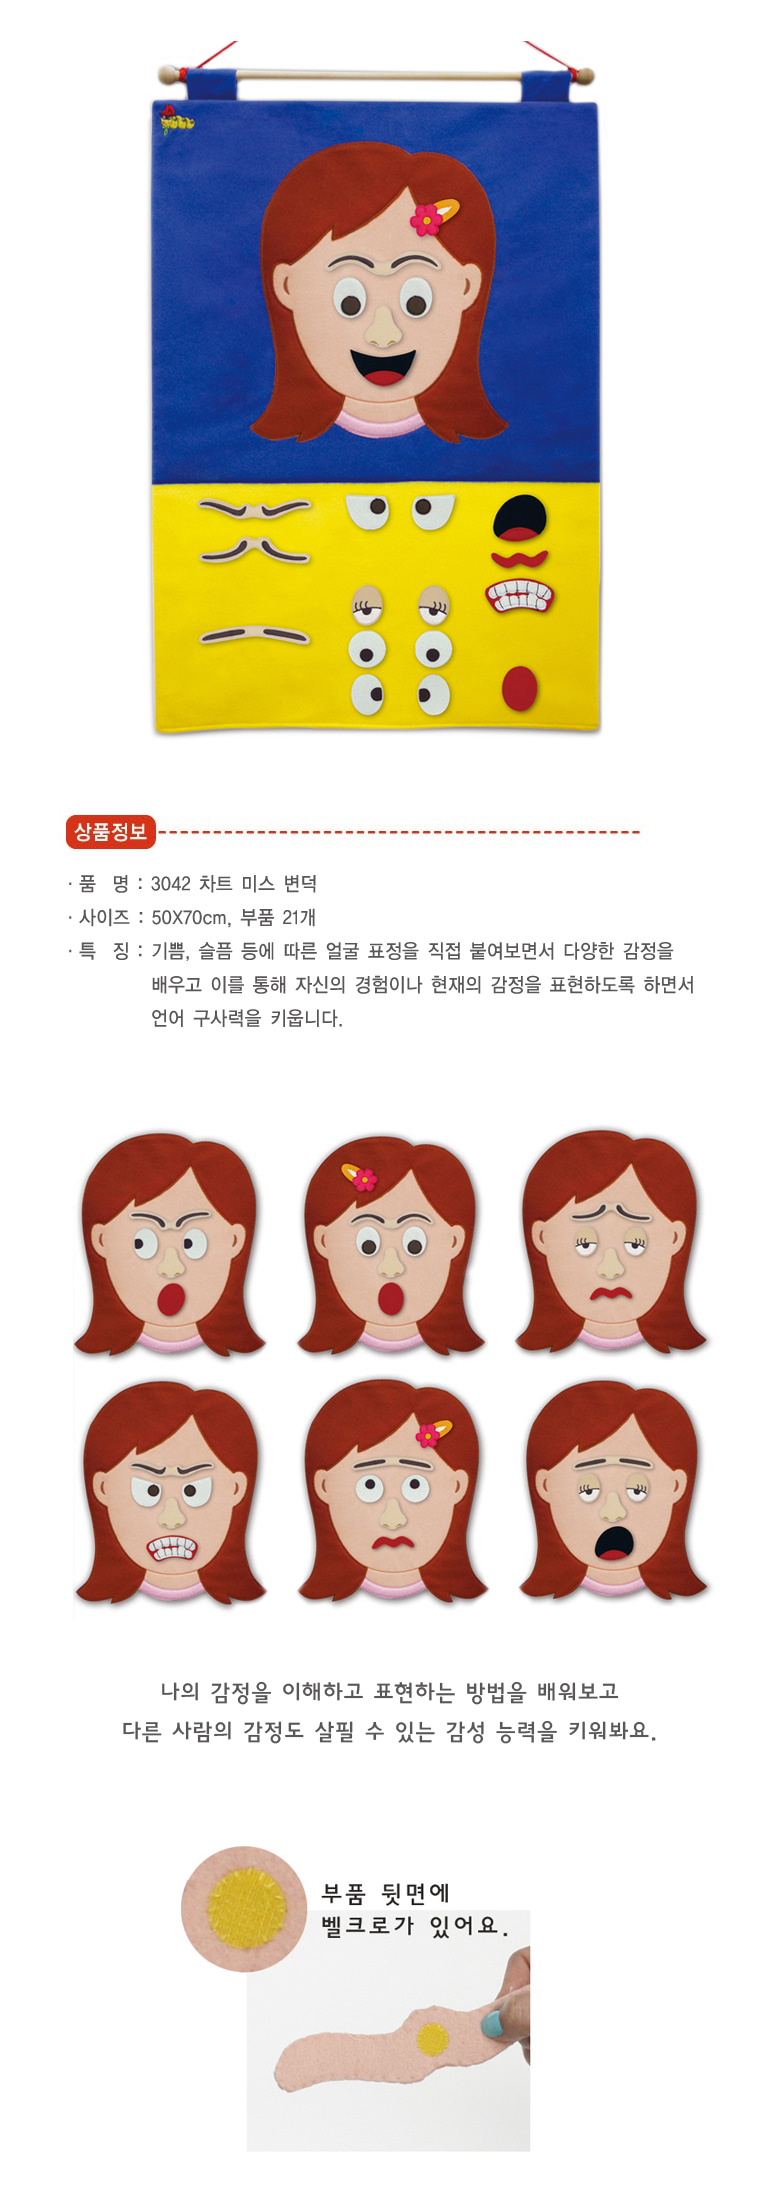 상품정보
· 품 명 : 3042 차트 미스 변덕
· 사이즈 : 50X70cm, 부품 21개
· 특 징 : 기쁨, 슬픔 등에 따른 얼굴 표정을 직접 붙여보면서 다양한 감정을
배우고 이를 통해 자신의 경험이나 현재의 감정을 표현하도록 하면서
언어 구사력을 키웁니다.
나의 감정을 이해하고 표현하는 방법을 배워보고
다른 사람의 감정도 살필 수 있는 감성 능력을 키워봐요.
부품 뒷면에
벨크로가 있어요.